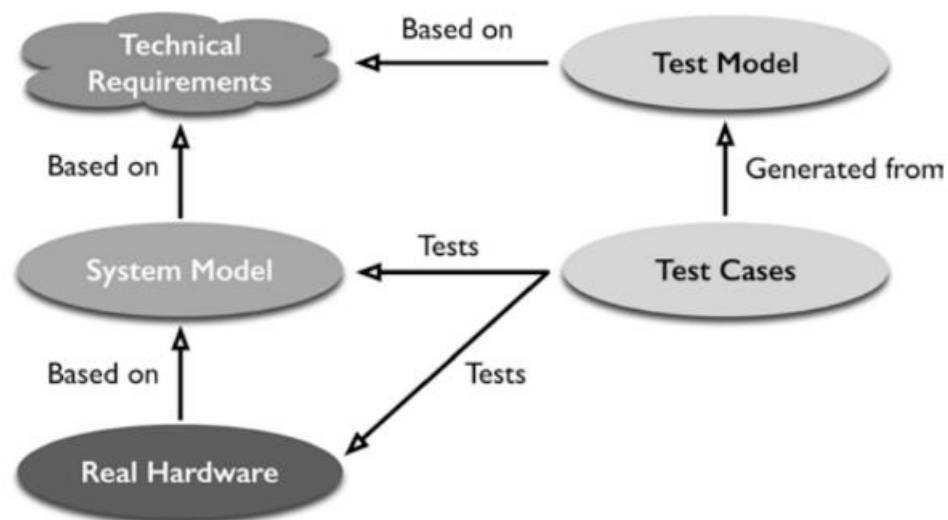 Technical
Requirements
Based on
Test Model
Based on
Generated from
System Model
Tests
Test Cases
Based on
Tests
Real Hardware